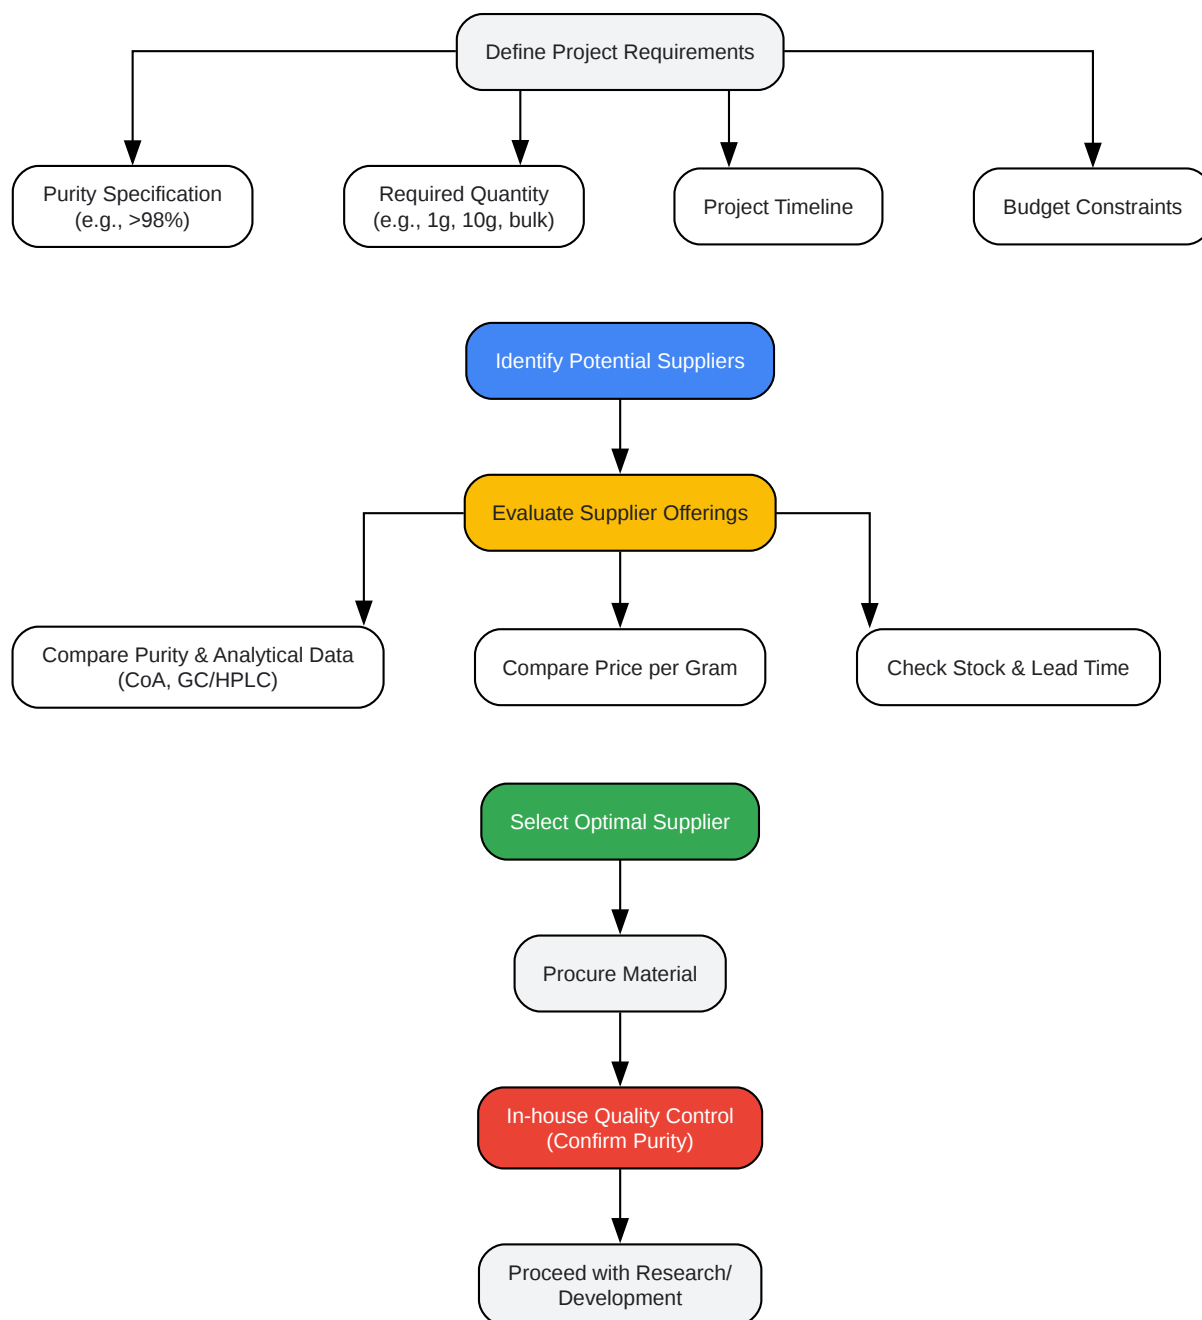 Define Project Requirements
Purity Specification
(e.g., >98%)
Required Quantity
(e.g., 1g, 10g, bulk)
Project Timeline
Budget Constraints
Identify Potential Suppliers
Evaluate Supplier Offerings
Compare Purity & Analytical Data
(CoA, GC/HPLC)
Compare Price per Gram
Check Stock & Lead Time
Select Optimal Supplier
Procure Material
In-house Quality Control
(Confirm Purity)
Proceed with Research/
Development